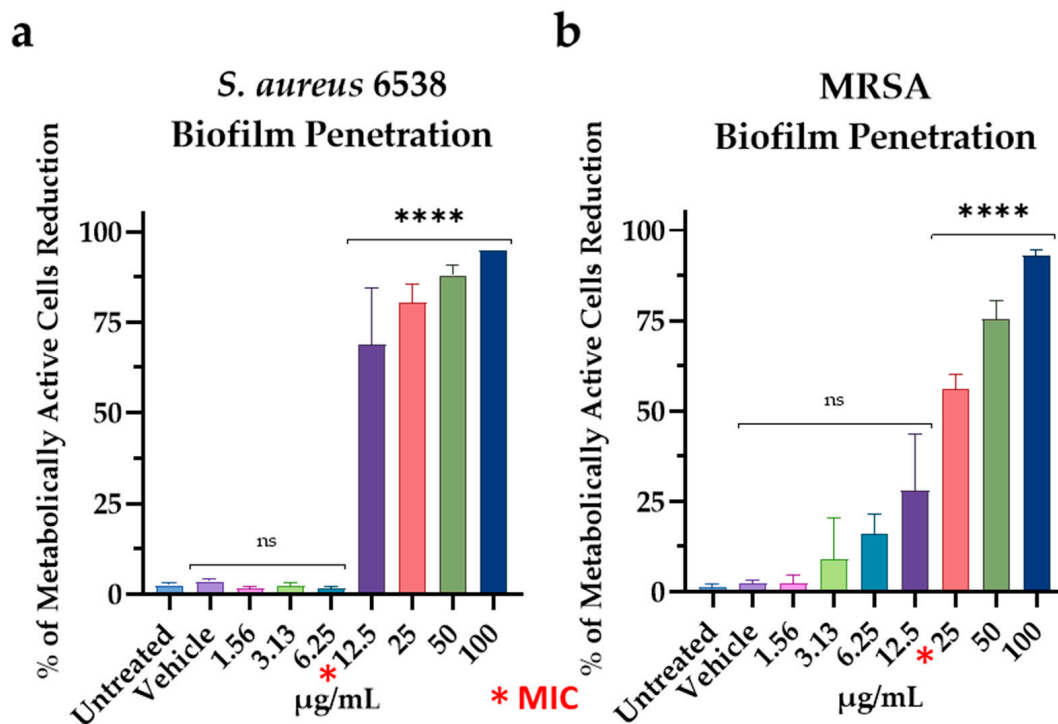 a
S. aureus 6538
Biofilm Penetration
% of Metabolically Active Cells Reduction
100
75
50
25
0
****
ns
Untreated
Vehicle
1.56
3.13
6.25
*
12.5
25
50
100
µg/mL
b
MRSA
Biofilm Penetration
% of Metabolically Active Cells Reduction
100
75
50
25
0
****
ns
Untreated
Vehicle
1.56
3.13
6.25
12.5
*
25
50
100
µg/mL
* MIC